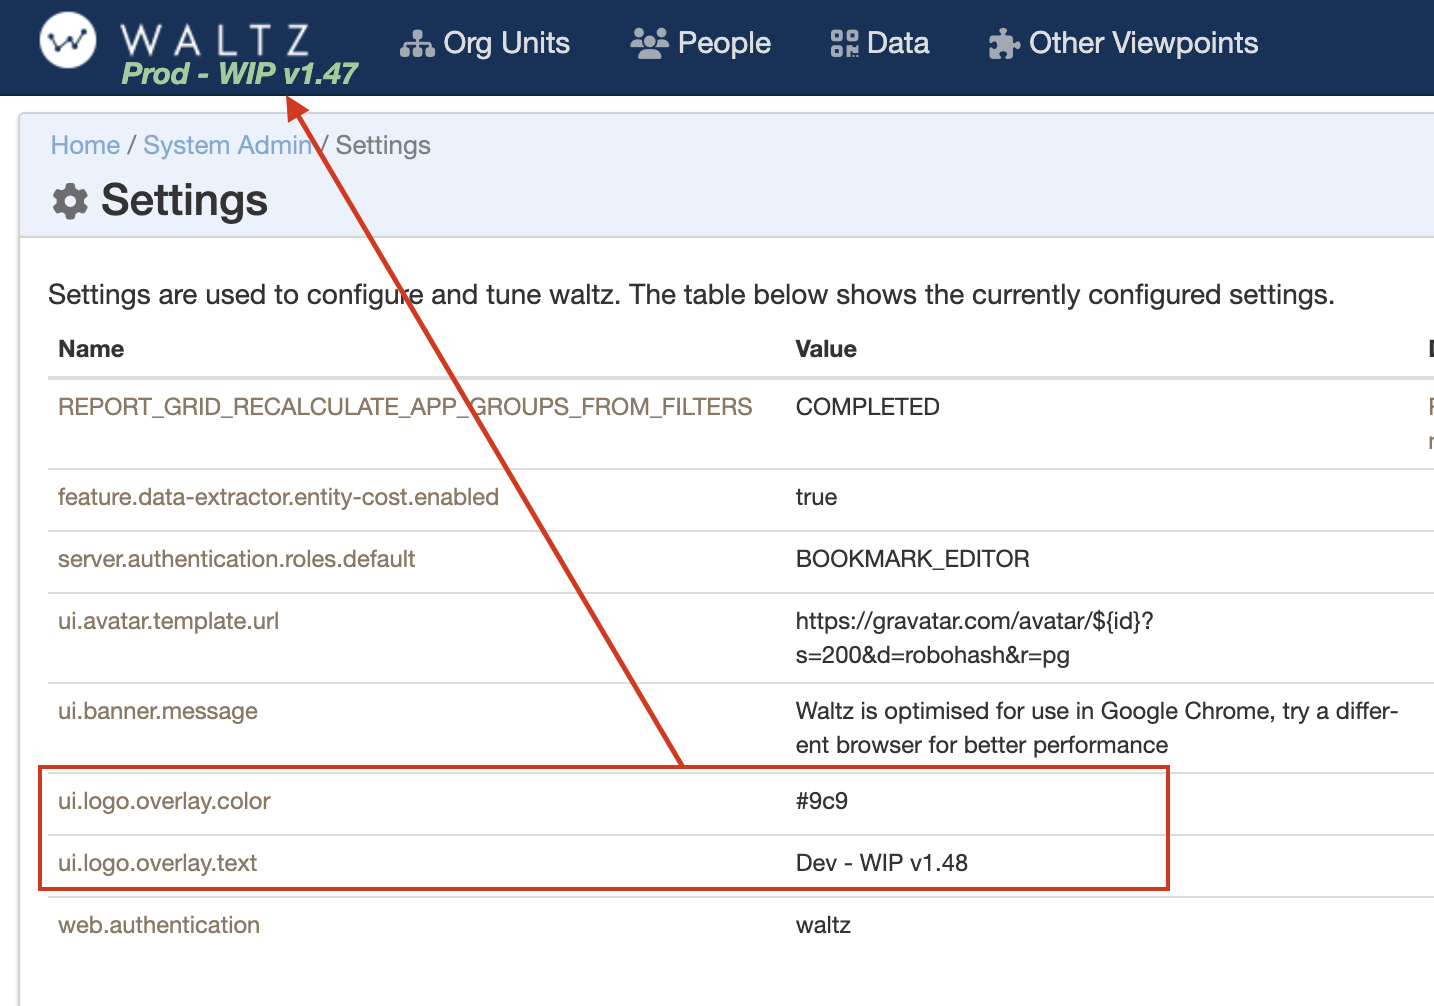 WALTZ
Prod - WIP v1.47
Org Units
People
Data
Other Viewpoints
Home / System Admin / Settings
Settings
Settings are used to configure and tune waltz. The table below shows the currently configured settings.
Name Value
REPORT_GRID_RECALCULATE_APP_GROUPS_FROM_FILTERS COMPLETED
feature.data-extractor.entity-cost.enabled true
server.authentication.roles.default BOOKMARK_EDITOR
ui.avatar.template.url https://gravatar.com/avatar/${id}?
s=200&d=robohash&r=pg
ui.banner.message Waltz is optimised for use in Google Chrome, try a differ-
ent browser for better performance
ui.logo.overlay.color #9c9
ui.logo.overlay.text Dev - WIP v1.48
web.authentication waltz